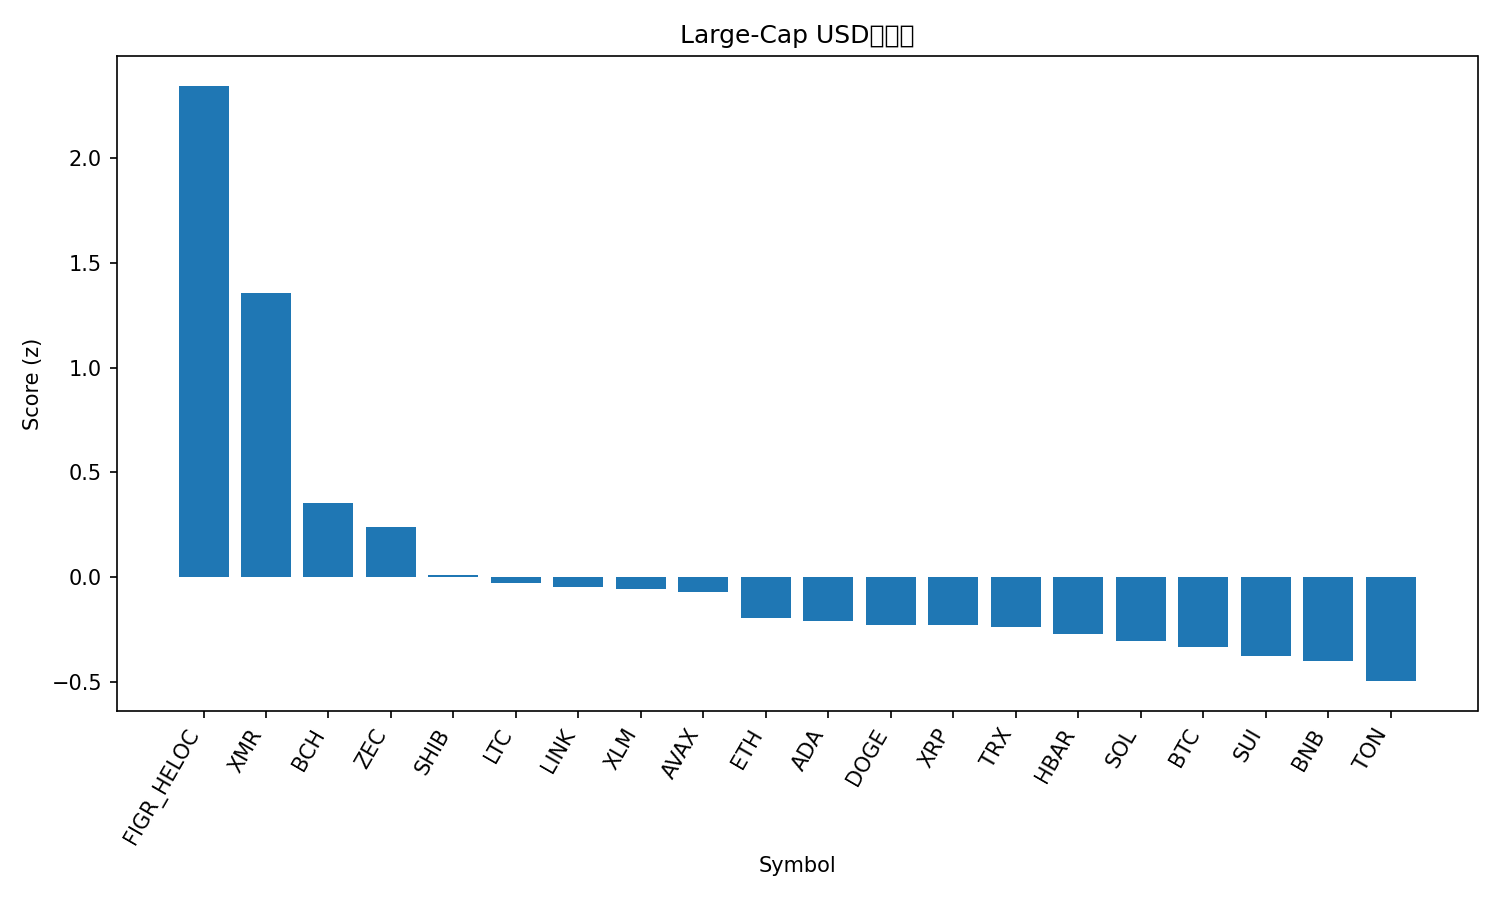 Large-Cap USD
Score (z)
2.0
1.5
1.0
0.5
0.0
−0.5
FIGR_HELOC
XMR
BCH
ZEC
SHIB
LTC
LINK
XLM
AVAX
ETH
ADA
DOGE
XRP
TRX
HBAR
SOL
BTC
SUI
BNB
TON
Symbol